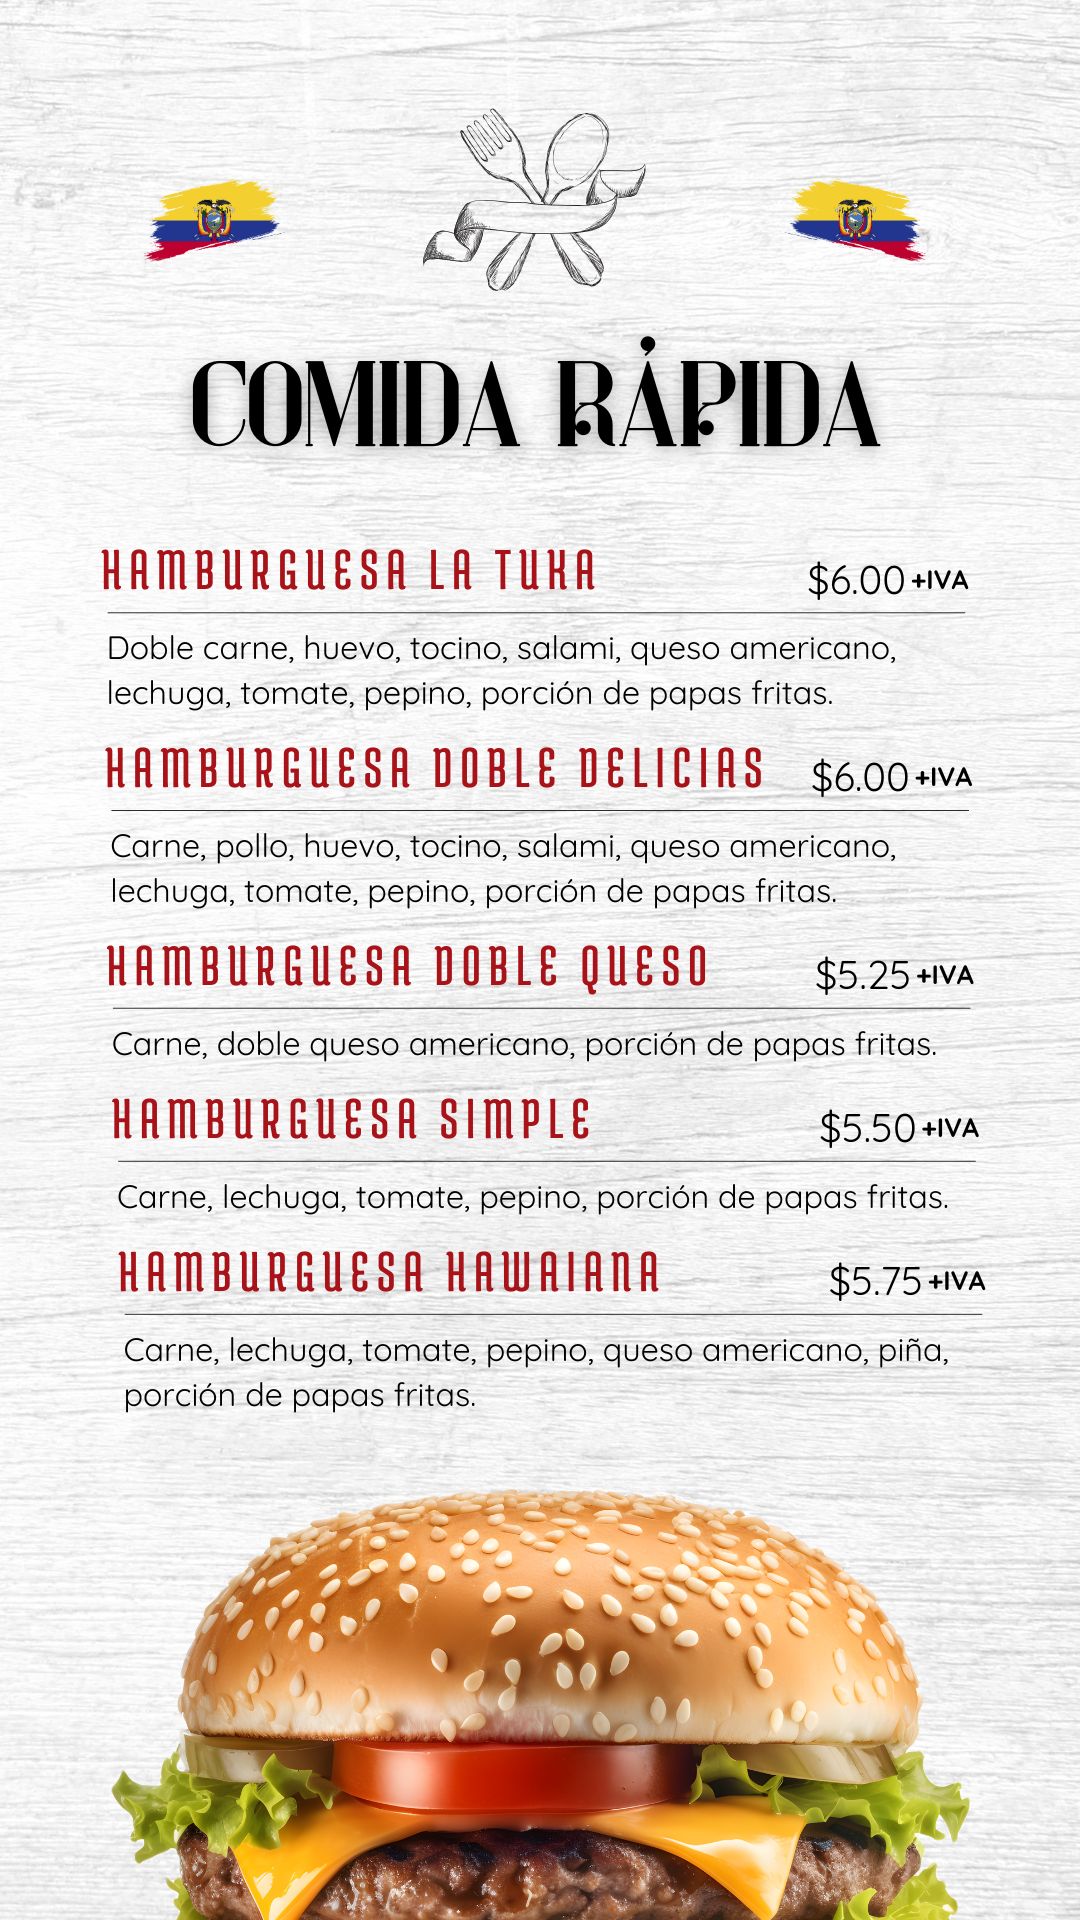 COMIDA RÁPIDA
HAMBURGUESA LA TUKA
$6.00 +IVA
Doble carne, huevo, tocino, salami, queso americano,
lechuga, tomate, pepino, porción de papas fritas.
HAMBURGUESA DOBLE DELICIAS
$6.00 +IVA
Carne, pollo, huevo, tocino, salami, queso americano,
lechuga, tomate, pepino, porción de papas fritas.
HAMBURGUESA DOBLE QUESO
$5.25 +IVA
Carne, doble queso americano, porción de papas fritas.
HAMBURGUESA SIMPLE
$5.50 +IVA
Carne, lechuga, tomate, pepino, porción de papas fritas.
HAMBURGUESA HAWAIANA
$5.75 +IVA
Carne, lechuga, tomate, pepino, queso americano, piña,
porción de papas fritas.